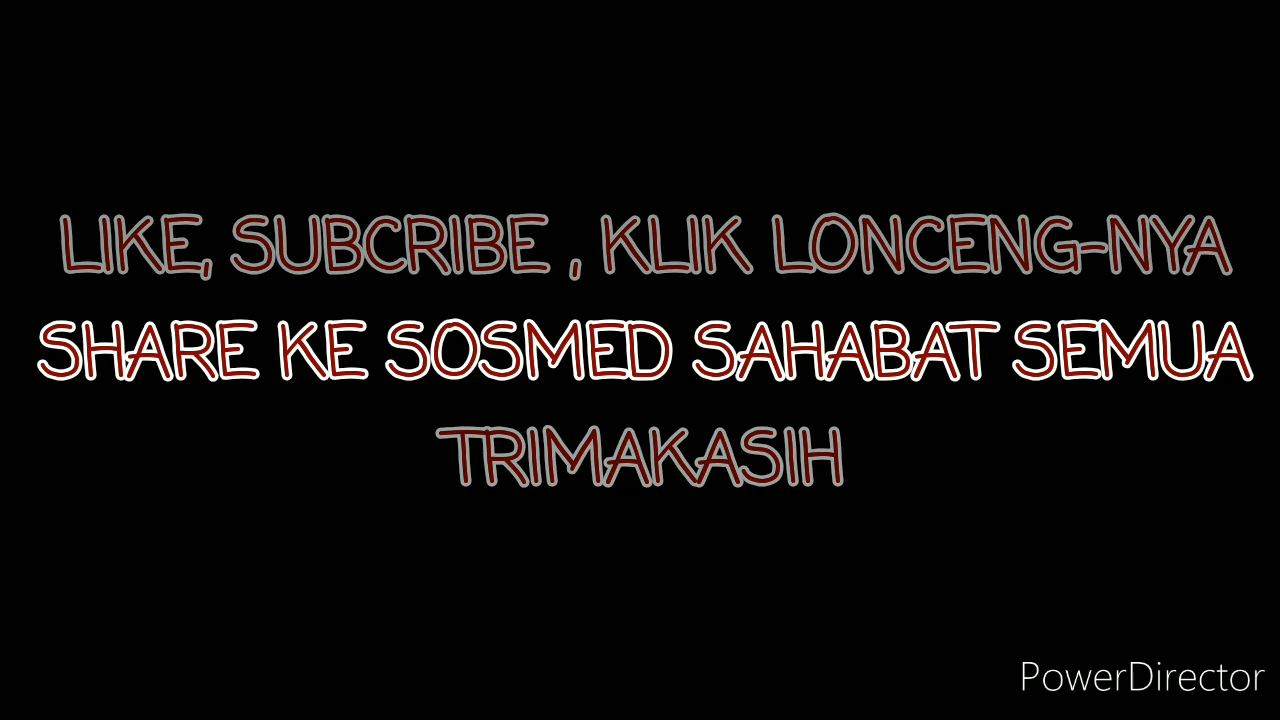 LIKE, SUBCRIBE , KLIK LONCENG-NYA
SHARE KE SOSMED SAHABAT SEMUA
TRIMAKASIH
PowerDirector